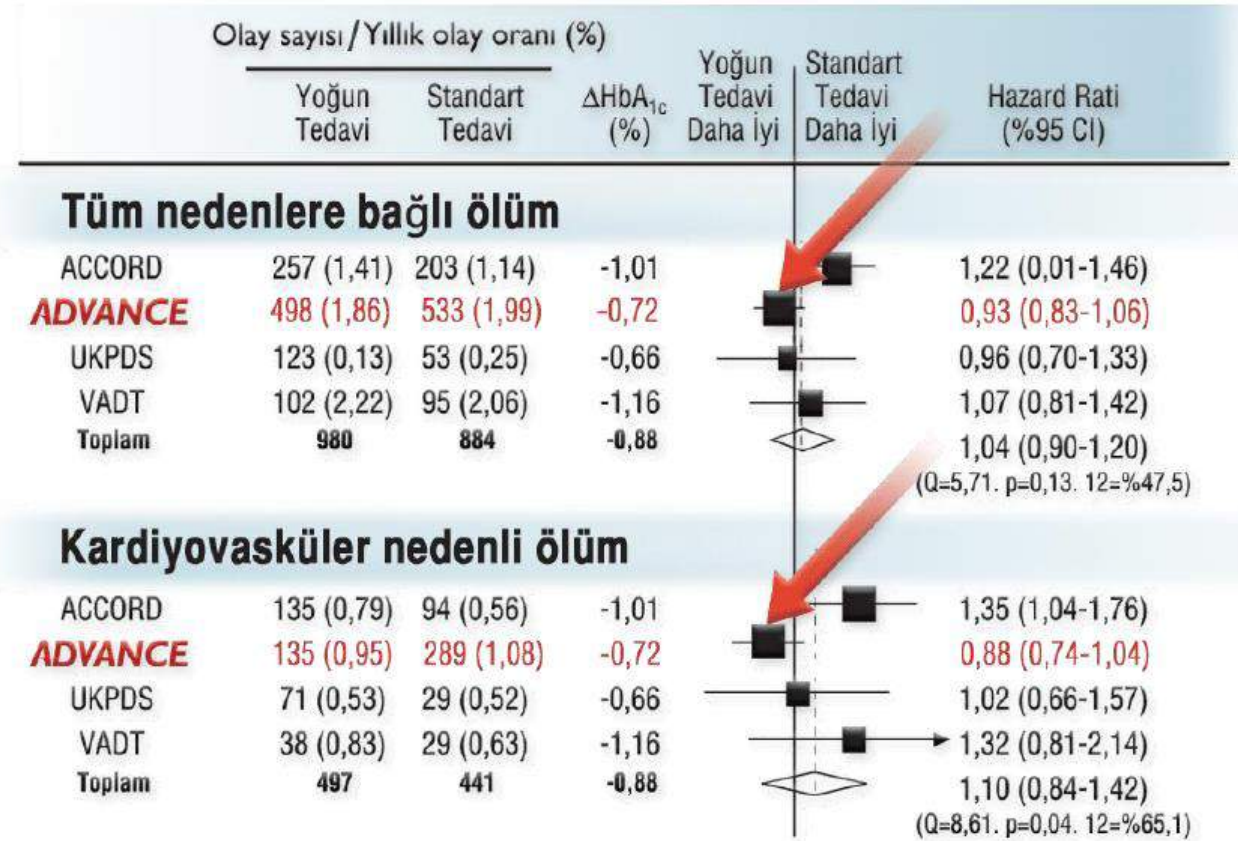 Olay sayısı/Yıllık olay oranı (%)
Yoğun Tedavi Standart Tedavi ΔHbA1c (%) Yoğun Tedavi Daha İyi Standart Tedavi Daha İyi Hazard Rati (%95 CI)
Tüm nedenlere bağlı ölüm
ACCORD 257 (1,41) 203 (1,14) -1,01 1,22 (0,01-1,46)
ADVANCE 498 (1,86) 533 (1,99) -0,72 0,93 (0,83-1,06)
UKPDS 123 (0,13) 53 (0,25) -0,66 0,96 (0,70-1,33)
VADT 102 (2,22) 95 (2,06) -1,16 1,07 (0,81-1,42)
Toplam 980 884 -0,88 1,04 (0,90-1,20)
(Q=5,71. p=0,13. 12=%47,5)
Kardiyovasküler nedenli ölüm
ACCORD 135 (0,79) 94 (0,56) -1,01 1,35 (1,04-1,76)
ADVANCE 135 (0,95) 289 (1,08) -0,72 0,88 (0,74-1,04)
UKPDS 71 (0,53) 29 (0,52) -0,66 1,02 (0,66-1,57)
VADT 38 (0,83) 29 (0,63) -1,16 1,32 (0,81-2,14)
Toplam 497 441 -0,88 1,10 (0,84-1,42)
(Q=8,61. p=0,04. 12=%65,1)